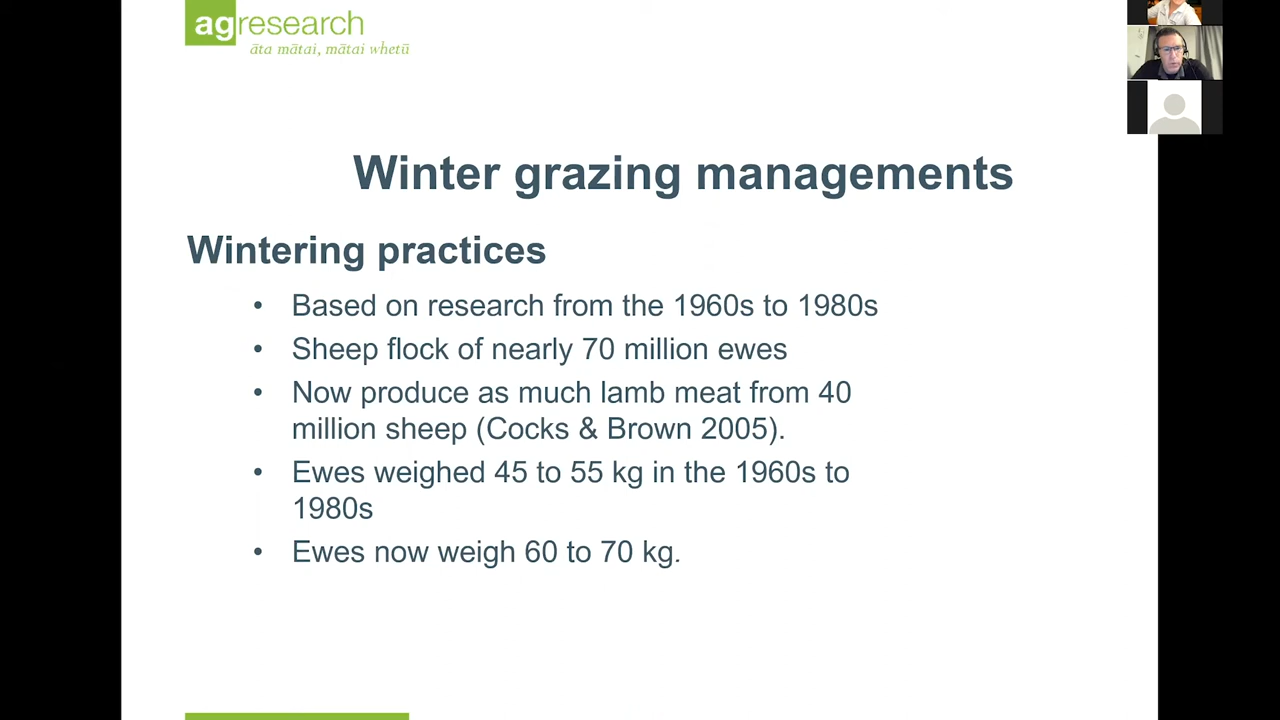 agresearch
āta mātai, mātai whetū
Winter grazing managements
Wintering practices
• Based on research from the 1960s to 1980s
• Sheep flock of nearly 70 million ewes
• Now produce as much lamb meat from 40
million sheep (Cocks & Brown 2005).
• Ewes weighed 45 to 55 kg in the 1960s to
1980s
• Ewes now weigh 60 to 70 kg.